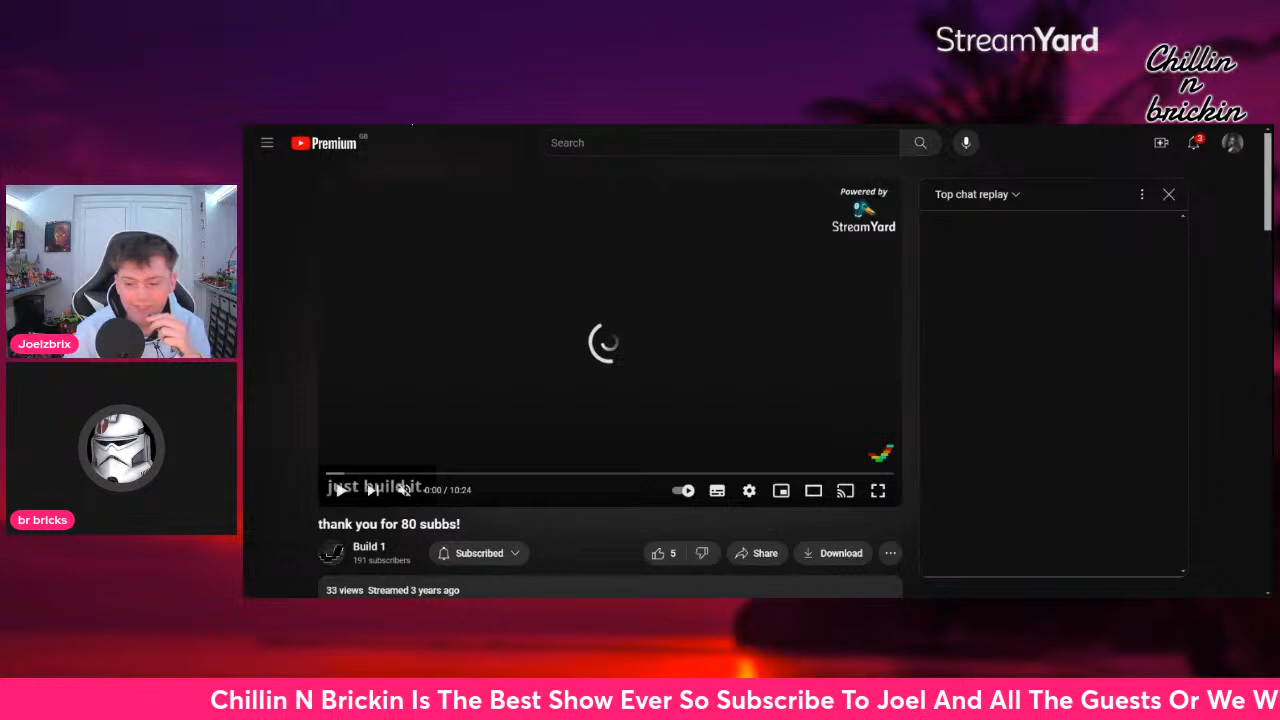 StreamYard
Chillin
n
brickin
Premium GB
Search
3
Powered by
StreamYard
Top chat replay
just build it.
0:00 / 10:24
thank you for 80 subbs!
Build 1
191 subscribers
Subscribed
5
Share
Download
33 views Streamed 3 years ago
Joelzbrix
br bricks
Chillin N Brickin Is The Best Show Ever So Subscribe To Joel And All The Guests Or We W